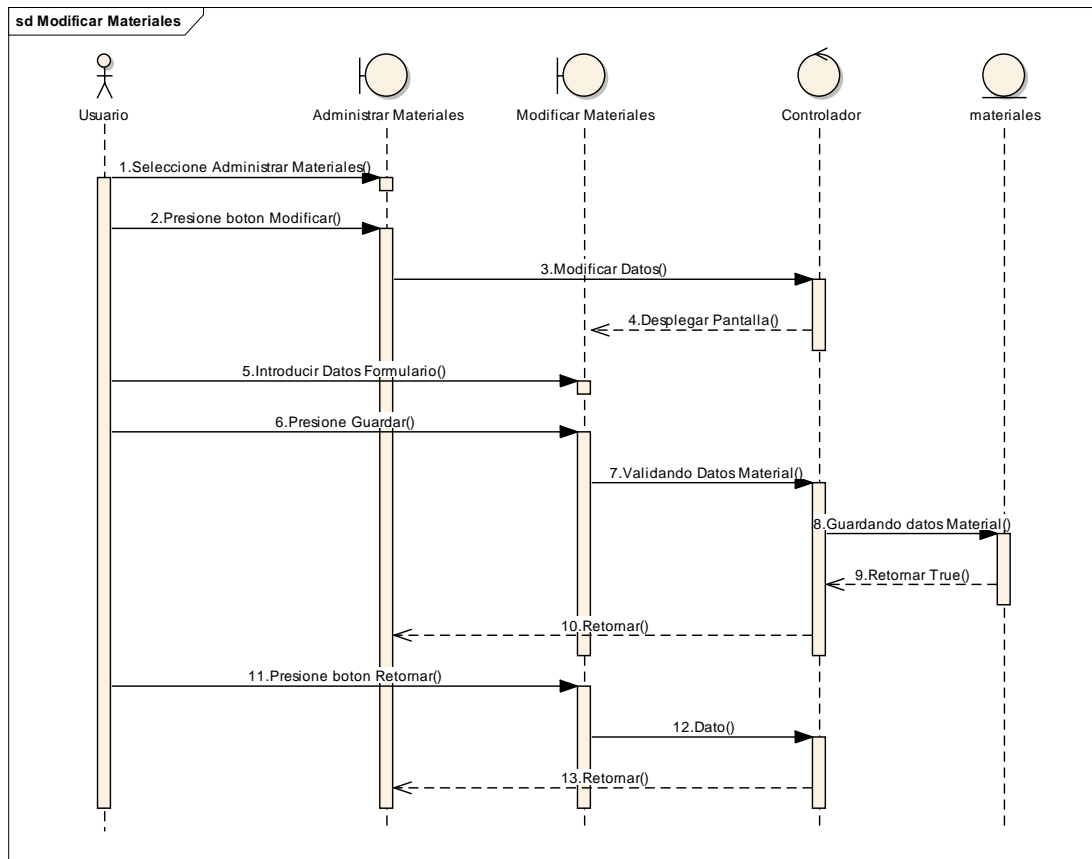 sd Modificar Materiales
Usuario
Administrar Materiales
Modificar Materiales
Controlador
materiales
1.Seleccione Administrar Materiales()
2.Presione boton Modificar()
3.Modificar Datos()
4.Desplegar Pantalla()
5.Introducir Datos Formulario()
6.Presione Guardar()
7.Validando Datos Material()
8.Guardando datos Material()
9.Retornar True()
10.Retornar()
11.Presione boton Retornar()
12.Dato()
13.Retornar()